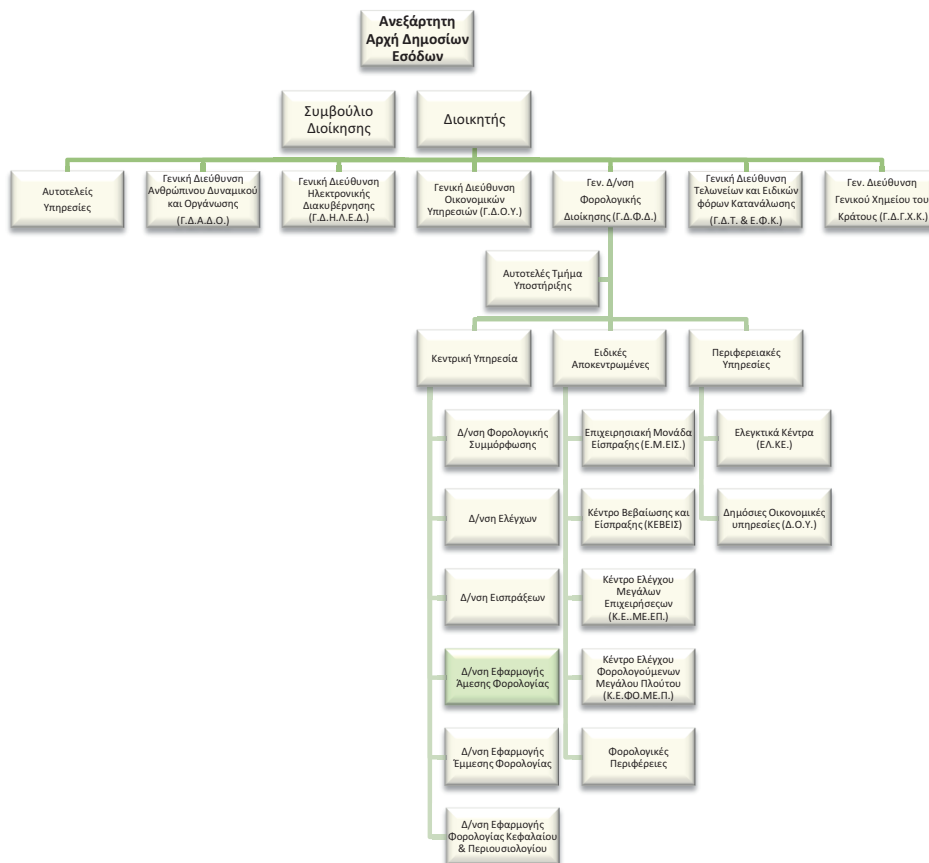 Ανεξάρτητη
Αρχή Δημοσίων
Εσόδων
Συμβούλιο
Διοίκησης
Διοικητής
Αυτοτελείς
Υπηρεσίες
Γενική Διεύθυνση
Ανθρώπινου Δυναμικού
και Οργάνωσης
(Γ.Δ.Α.Δ.Ο.)
Γενική Διεύθυνση
Ηλεκτρονικής
Διακυβέρνησης
(Γ.Δ.Η.Λ.Ε.Δ.)
Γενική Διεύθυνση
Οικονομικών
Υπηρεσιών (Γ.Δ.Ο.Υ.)
Γεν. Δ/νση
Φορολογικής
Διοίκησης (Γ.Δ.Φ.Δ.)
Γενική Διεύθυνση
Τελωνείων και Ειδικών
φόρων Κατανάλωσης
(Γ.Δ.Τ. & Ε.Φ.Κ.)
Γεν. Διεύθυνση
Γενικού Χημείου του
Κράτους (Γ.Δ.Γ.Χ.Κ.)
Αυτοτελές Τμήμα
Υποστήριξης
Κεντρική Υπηρεσία
Ειδικές
Αποκεντρωμένες
Περιφερειακές
Υπηρεσίες
Δ/νση Φορολογικής
Συμμόρφωσης
Επιχειρησιακή Μονάδα
Είσπραξης (Ε.Μ.ΕΙΣ.)
Ελεγκτικά Κέντρα
(ΕΛ.ΚΕ.)
Δ/νση Ελέγχων
Κέντρο Βεβαίωσης και
Είσπραξης (ΚΕΒΕΙΣ)
Δημόσιες Οικονομικές
υπηρεσίες (Δ.Ο.Υ.)
Δ/νση Εισπράξεων
Κέντρο Ελέγχου
Μεγάλων
Επιχειρήσεςων
(Κ.Ε..ΜΕ.ΕΠ.)
Δ/νση Εφαρμογής
Άμεσης Φορολογίας
Κέντρο Ελέγχου
Φορολογούμενων
Μεγάλου Πλούτου
(Κ.Ε.ΦΟ.ΜΕ.Π.)
Δ/νση Εφαρμογής
Έμμεσης Φορολογίας
Φορολογικές
Περιφέρειες
Δ/νση Εφαρμογής
Φορολογίας Κεφαλαίου
& Περιουσιολογίου